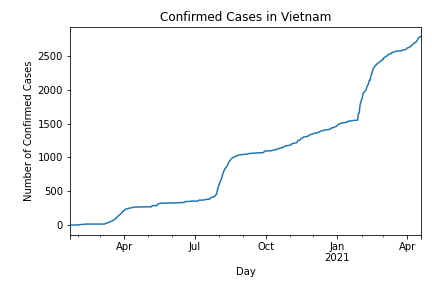 Confirmed Cases in Vietnam
Number of Confirmed Cases
2500
2000
1500
1000
500
0
Apr
Jul
Oct
Jan
2021
Apr
Day